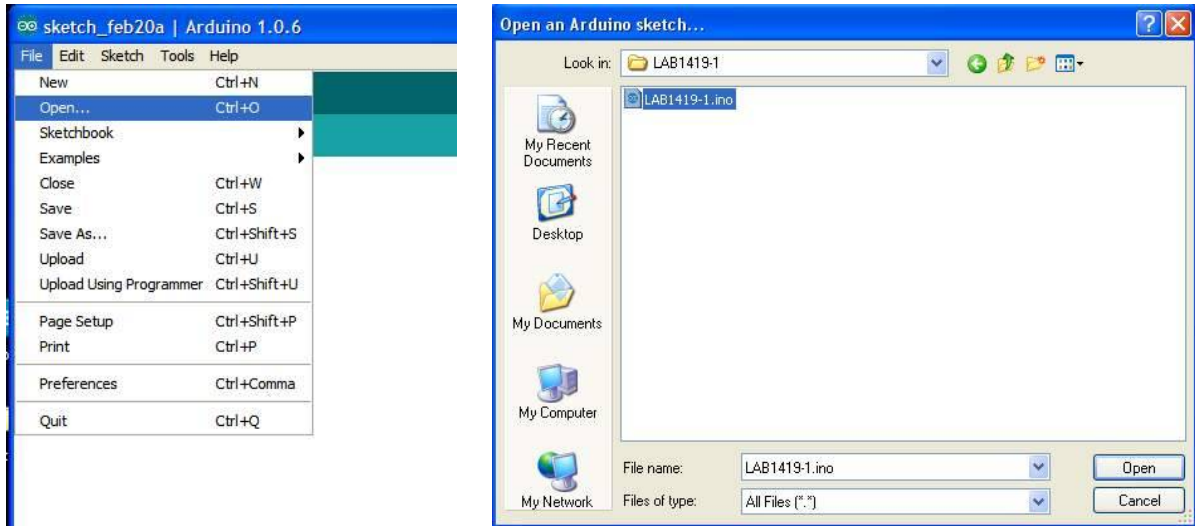 sketch_feb20a | Arduino 1.0.6
File Edit Sketch Tools Help
New Ctrl+N
Open... Ctrl+O
Sketchbook
Examples
Close Ctrl+W
Save Ctrl+S
Save As... Ctrl+Shift+S
Upload Ctrl+U
Upload Using Programmer Ctrl+Shift+U
Page Setup Ctrl+Shift+P
Print Ctrl+P
Preferences Ctrl+Comma
Quit Ctrl+Q
Open an Arduino sketch...
Look in: LAB1419-1
LAB1419-1.ino
My Recent
Documents
Desktop
My Documents
My Computer
My Network
File name: LAB1419-1.ino Open
Files of type: All Files (*.*) Cancel